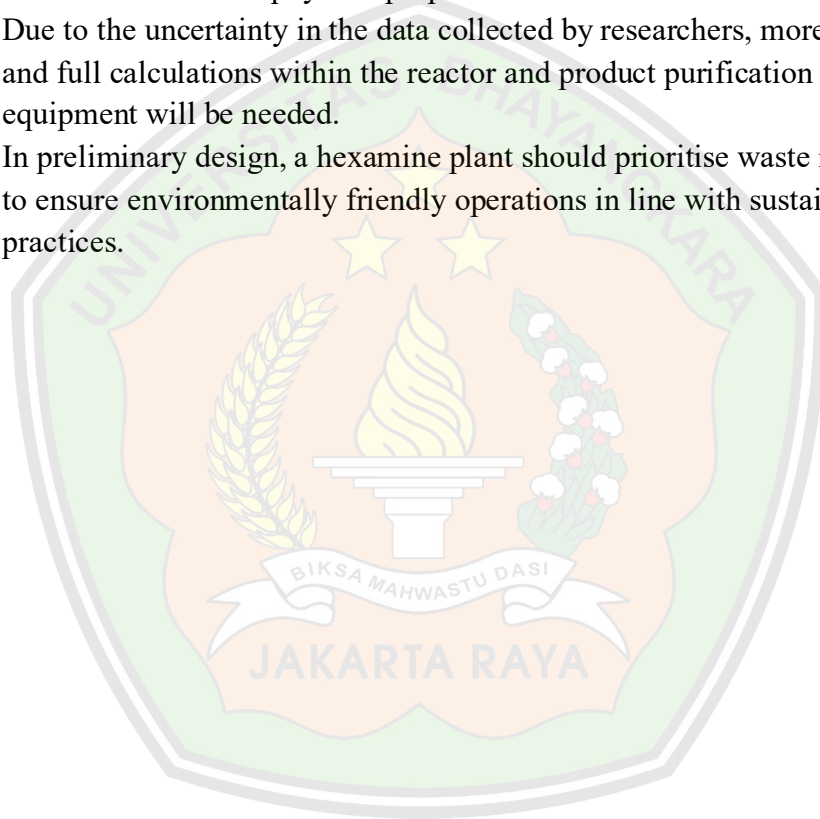 Due to the uncertainty in the data collected by researchers, more
and full calculations within the reactor and product purification
equipment will be needed.
In preliminary design, a hexamine plant should prioritise waste
to ensure environmentally friendly operations in line with
practices.
UNIVERSITAS BHAYANGKARA
BIKSA MAHWASTU DASI
JAKARTA RAYA